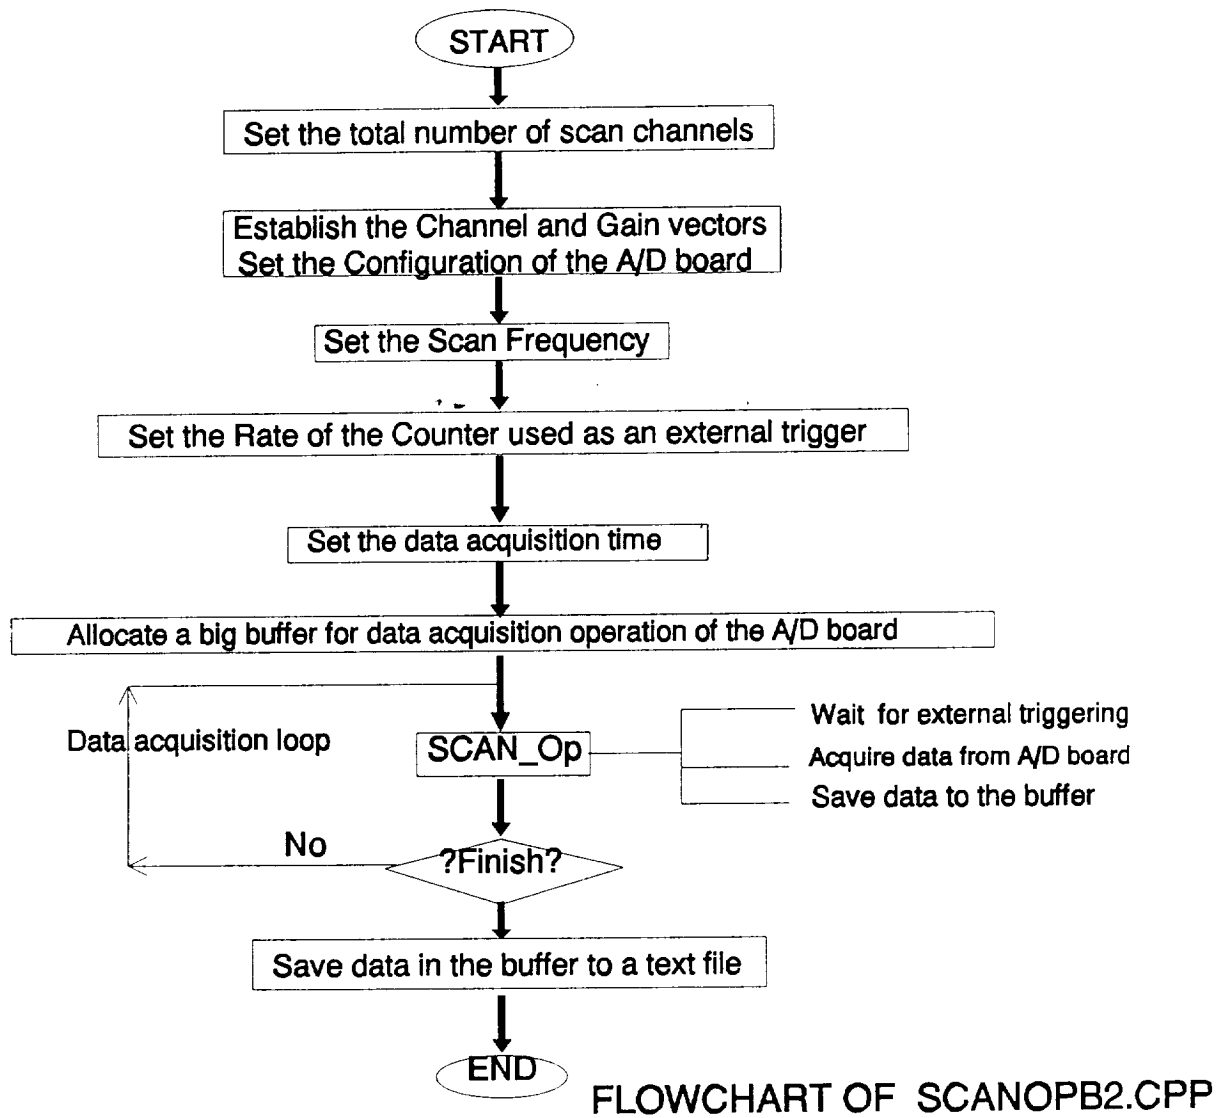 START
Set the total number of scan channels
Establish the Channel and Gain vectors
Set the Configuration of the A/D board
Set the Scan Frequency
Set the Rate of the Counter used as an external trigger
Set the data acquisition time
Allocate a big buffer for data acquisition operation of the A/D board
Data acquisition loop
SCAN_Op
Wait for external triggering
Acquire data from A/D board
Save data to the buffer
No
?Finish?
Save data in the buffer to a text file
END
FLOWCHART OF SCANOPB2.CPP